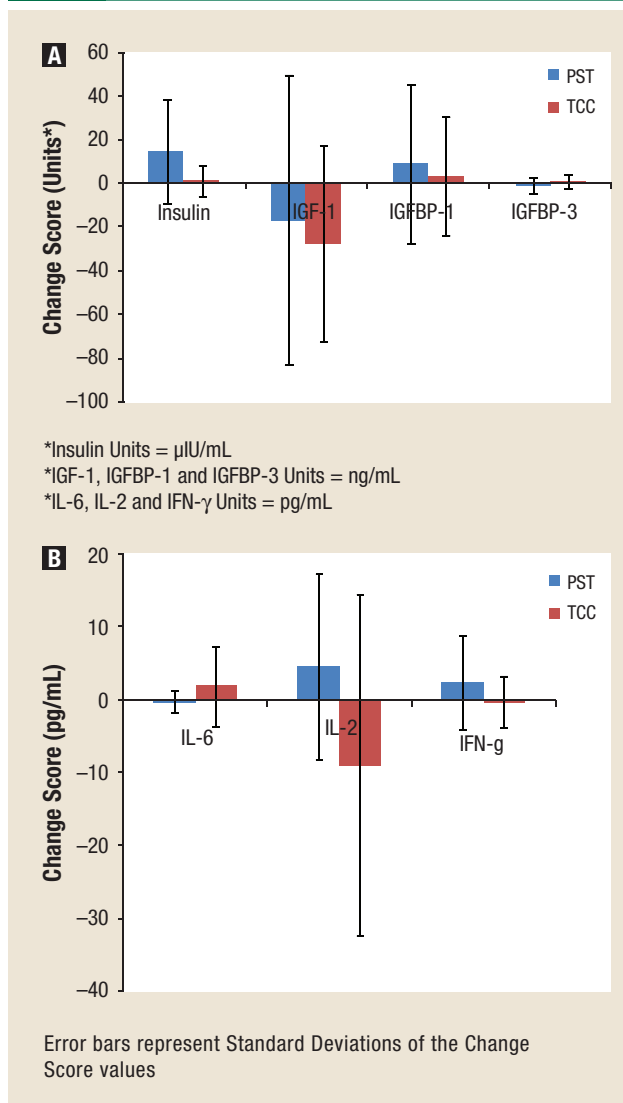 A
Change Score (Units*)
60
40
20
0
–20
–40
–60
–80
–100
PST
TCC
Insulin
IGF-1
IGFBP-1
IGFBP-3
*Insulin Units = µIU/mL
*IGF-1, IGFBP-1 and IGFBP-3 Units = ng/mL
*IL-6, IL-2 and IFN-γ Units = pg/mL
B
Change Score (pg/mL)
20
10
0
–10
–20
–30
–40
PST
TCC
IL-6
IL-2
IFN-g
Error bars represent Standard Deviations of the Change
Score values